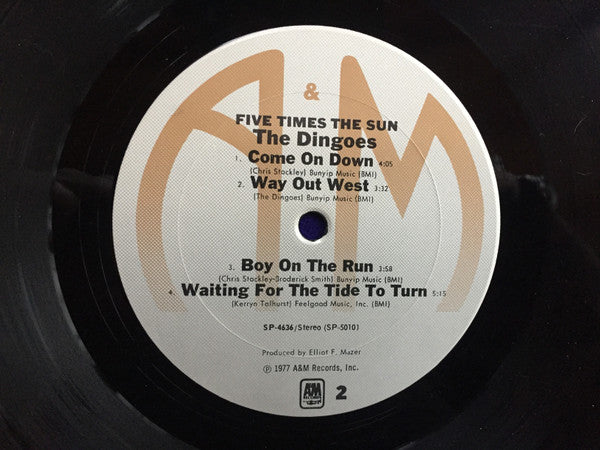 A & M
FIVE TIMES THE SUN
The Dingoes
1. Come On Down 4:05
(Chris Stockley) Bunyip Music (BMI)
2. Way Out West 3:32
(The Dingoes) Bunyip Music (BMI)
3. Boy On The Run 3:58
(Chris Stockley-Broderick Smith) Bunyip Music (BMI)
4. Waiting For The Tide To Turn 5:15
(Kerryn Tolhurst) Feelgood Music, Inc. (BMI)
SP-4636/Stereo (SP-5010)
Produced by Elliot F. Mazer
℗ 1977 A&M Records, Inc.
A&M
RECORDS
2